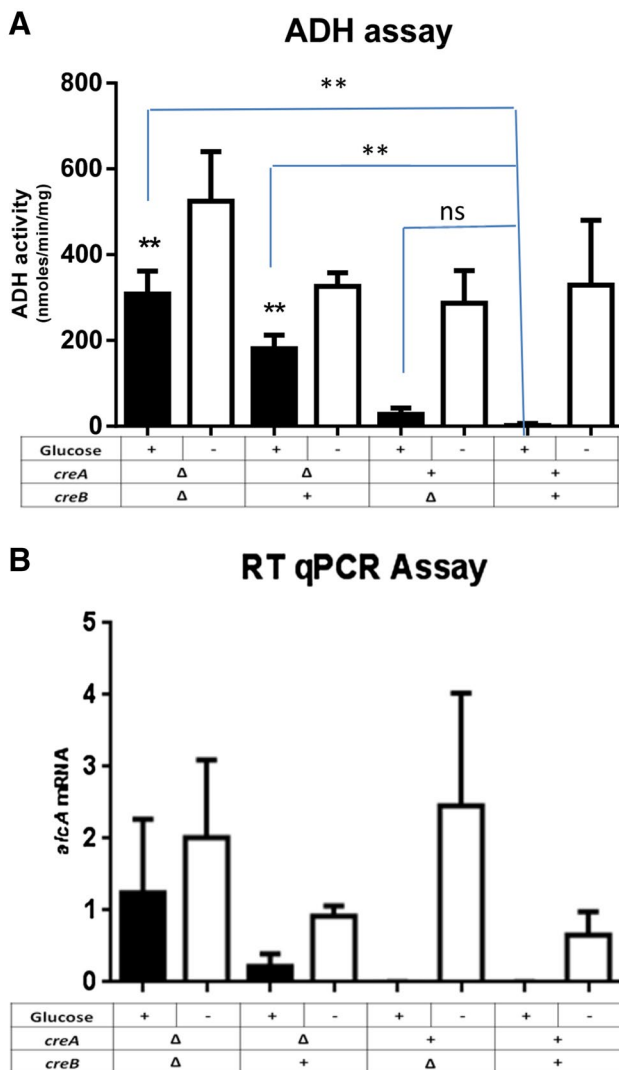 A
ADH assay
**
**
ns
**
**
ADH activity
(nmoles/min/mg)
800
600
400
200
0
Glucose + - + - + - + -
creA Δ Δ + +
creB Δ + Δ +
B
RT qPCR Assay
alcA mRNA
5
4
3
2
1
0
Glucose + - + - + - + -
creA Δ Δ + +
creB Δ + Δ +